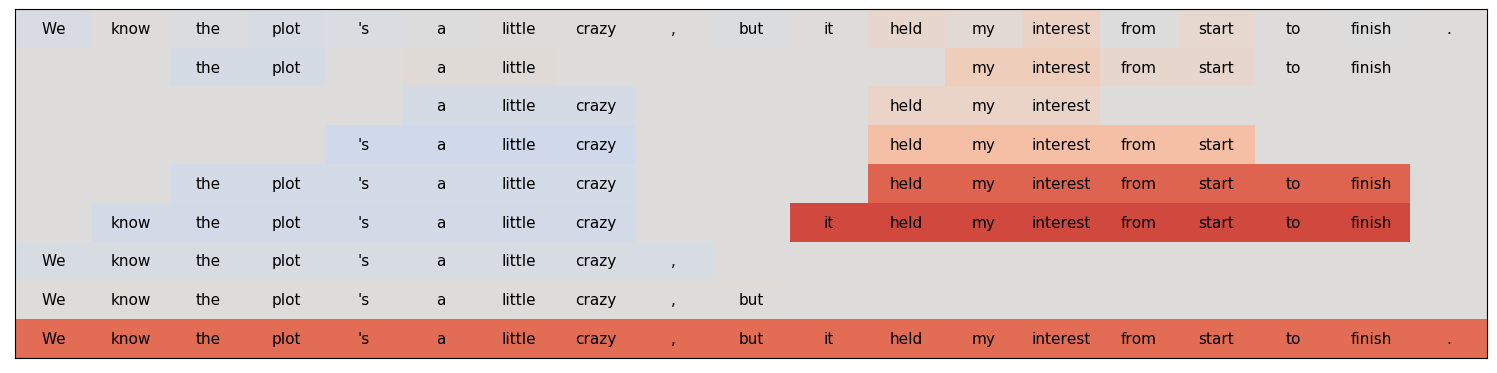 We know the plot 's a little crazy , but it held my interest from start to finish .
the plot a little my interest from start to finish
a little crazy held my interest
's a little crazy held my interest from start
the plot 's a little crazy held my interest from start to finish
know the plot 's a little crazy it held my interest from start to finish
We know the plot 's a little crazy ,
We know the plot 's a little crazy , but
We know the plot 's a little crazy , but it held my interest from start to finish .